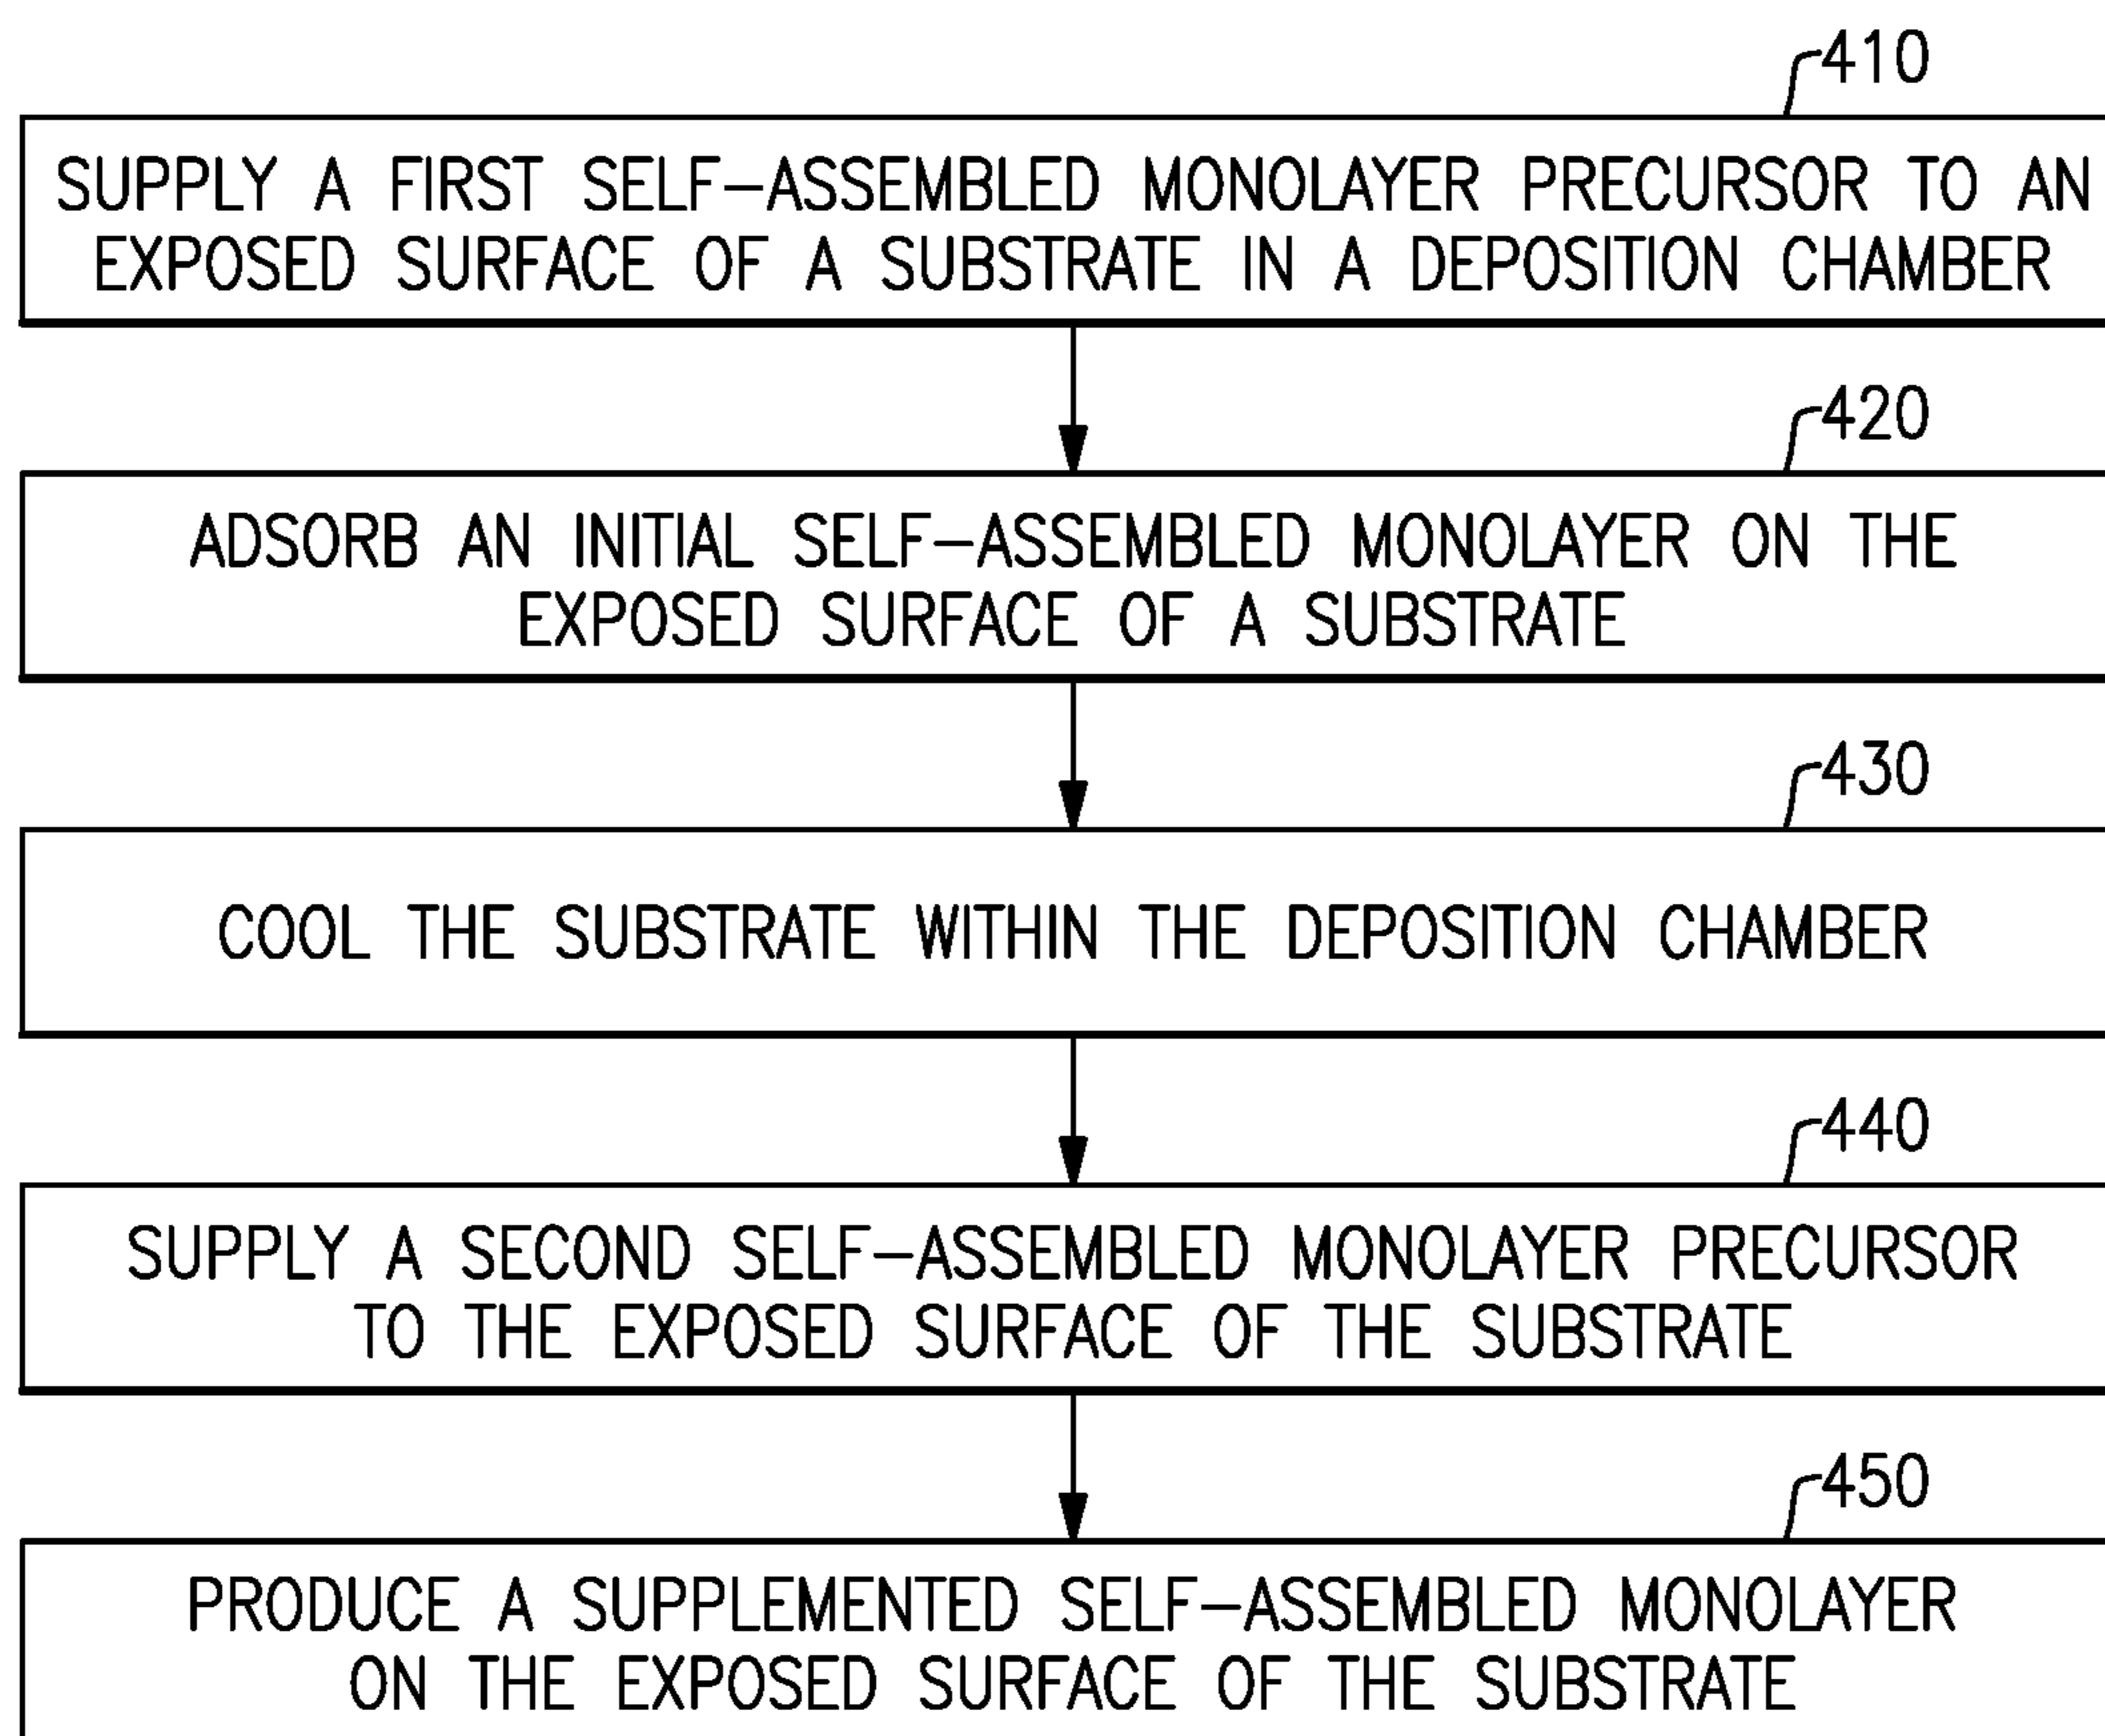 410
SUPPLY A FIRST SELF-ASSEMBLED MONOLAYER PRECURSOR TO AN
EXPOSED SURFACE OF A SUBSTRATE IN A DEPOSITION CHAMBER
420
ADSORB AN INITIAL SELF-ASSEMBLED MONOLAYER ON THE
EXPOSED SURFACE OF A SUBSTRATE
430
COOL THE SUBSTRATE WITHIN THE DEPOSITION CHAMBER
440
SUPPLY A SECOND SELF-ASSEMBLED MONOLAYER PRECURSOR
TO THE EXPOSED SURFACE OF THE SUBSTRATE
450
PRODUCE A SUPPLEMENTED SELF-ASSEMBLED MONOLAYER
ON THE EXPOSED SURFACE OF THE SUBSTRATE